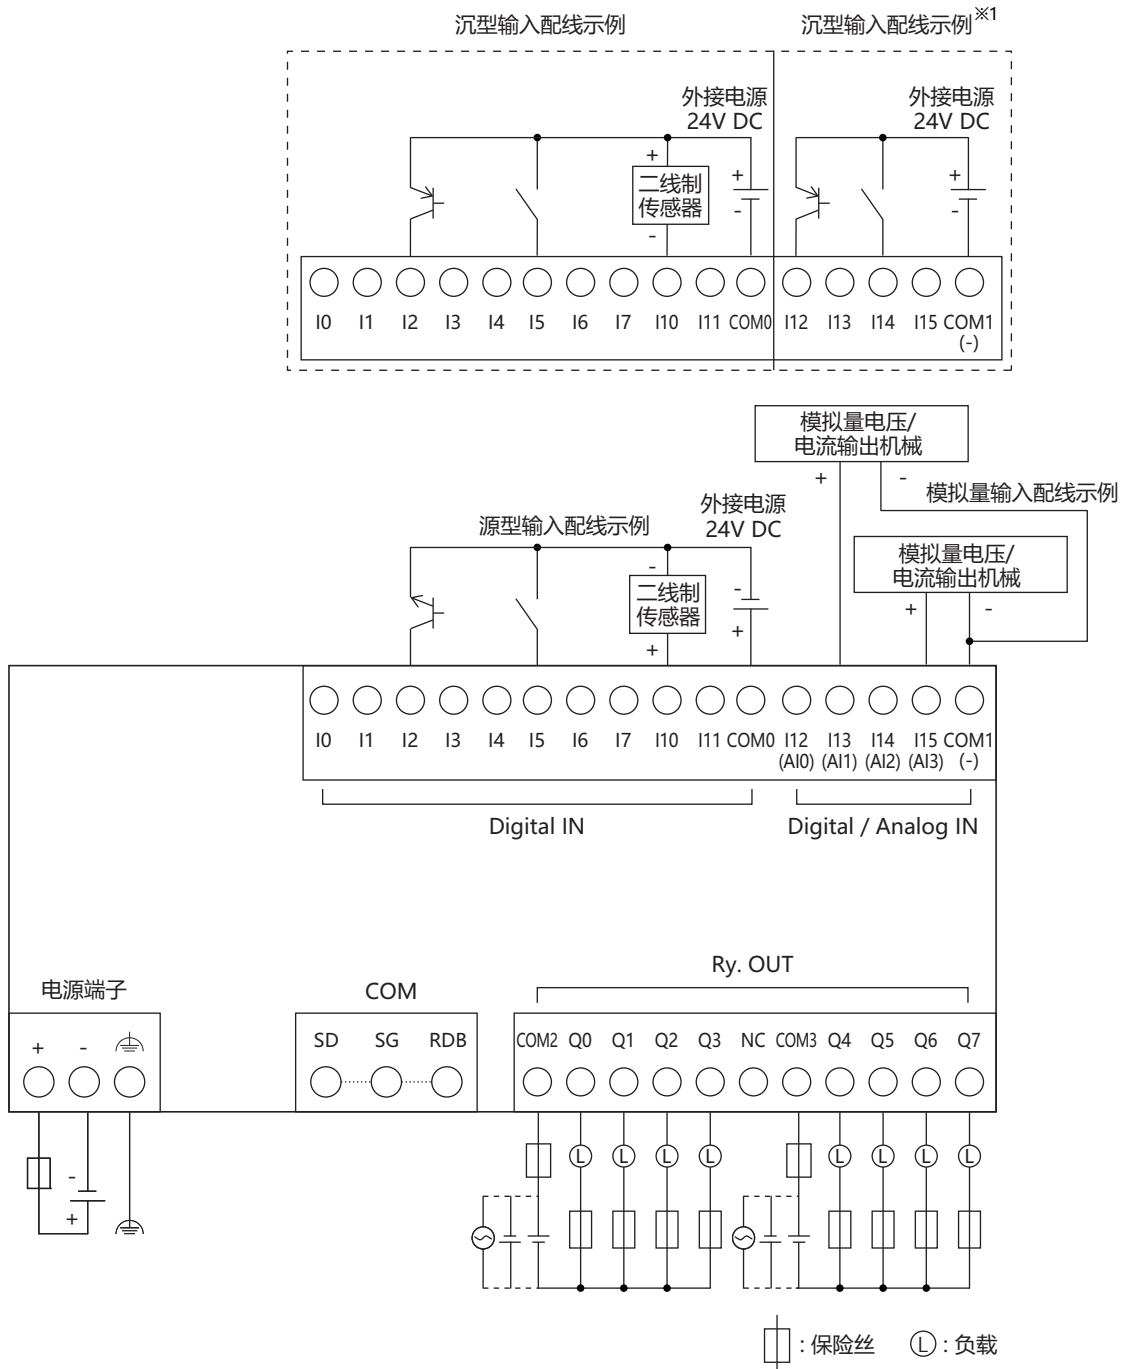 沉型输入配线示例
沉型输入配线示例※1
外接电源
24V DC
外接电源
24V DC
+
二线制
传感器
-
+
-
+
-
I0 I1 I2 I3 I4 I5 I6 I7 I10 I11 COM0 I12 I13 I14 I15 COM1
(-)
模拟量电压/
电流输出机械
+ -
模拟量输入配线示例
外接电源
24V DC
源型输入配线示例
模拟量电压/
电流输出机械
+ -
-
二线制
传感器
+
-
+
I0 I1 I2 I3 I4 I5 I6 I7 I10 I11 COM0 I12 I13 I14 I15 COM1
(AI0) (AI1) (AI2) (AI3) (-)
Digital IN
Digital / Analog IN
Ry. OUT
电源端子
COM
+ -
SD SG RDB
COM2 Q0 Q1 Q2 Q3 NC COM3 Q4 Q5 Q6 Q7
L L L L L L L L
-
+
: 保险丝
L : 负载